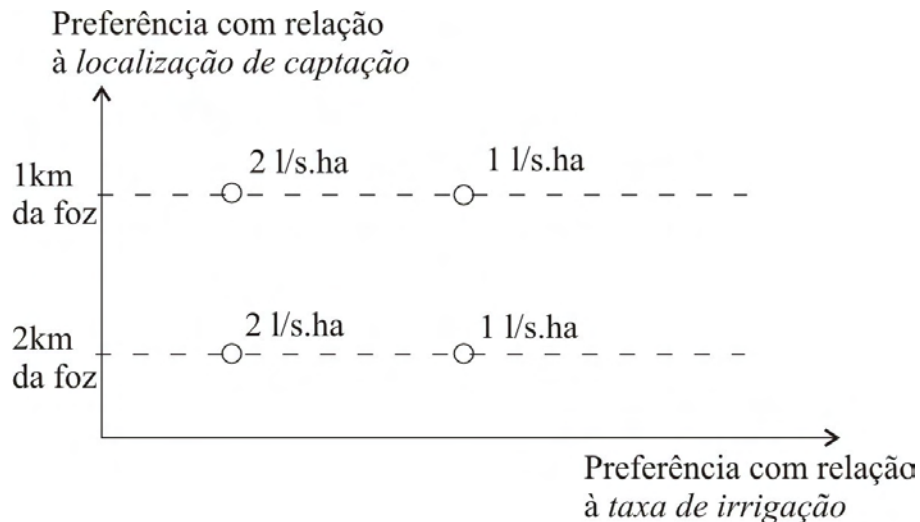 Preferência com relação
à localização de captação
2 l/s.ha
1 l/s.ha
1km
da foz
2 l/s.ha
1 l/s.ha
2km
da foz
Preferência com relação
à taxa de irrigação